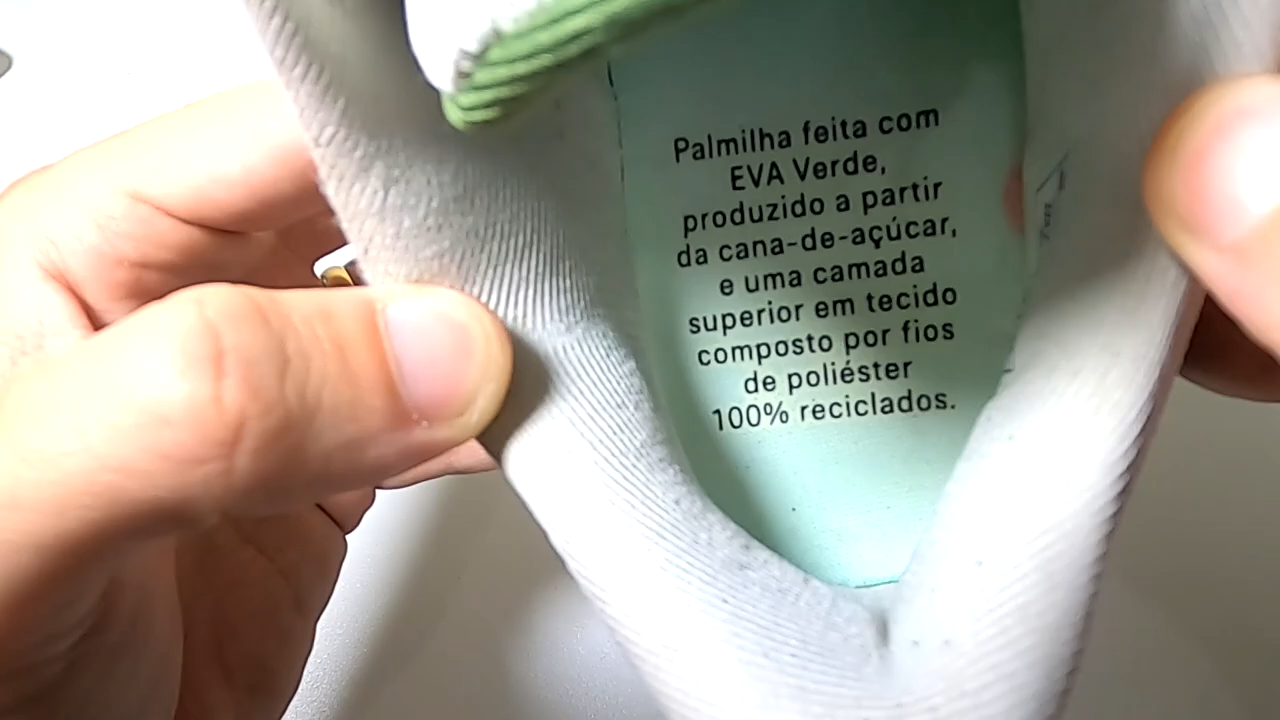 Palmilha feita com
EVA Verde,
produzido a partir
da cana-de-açúcar,
e uma camada
superior em tecido
composto por fios
de poliéster
100% reciclados.